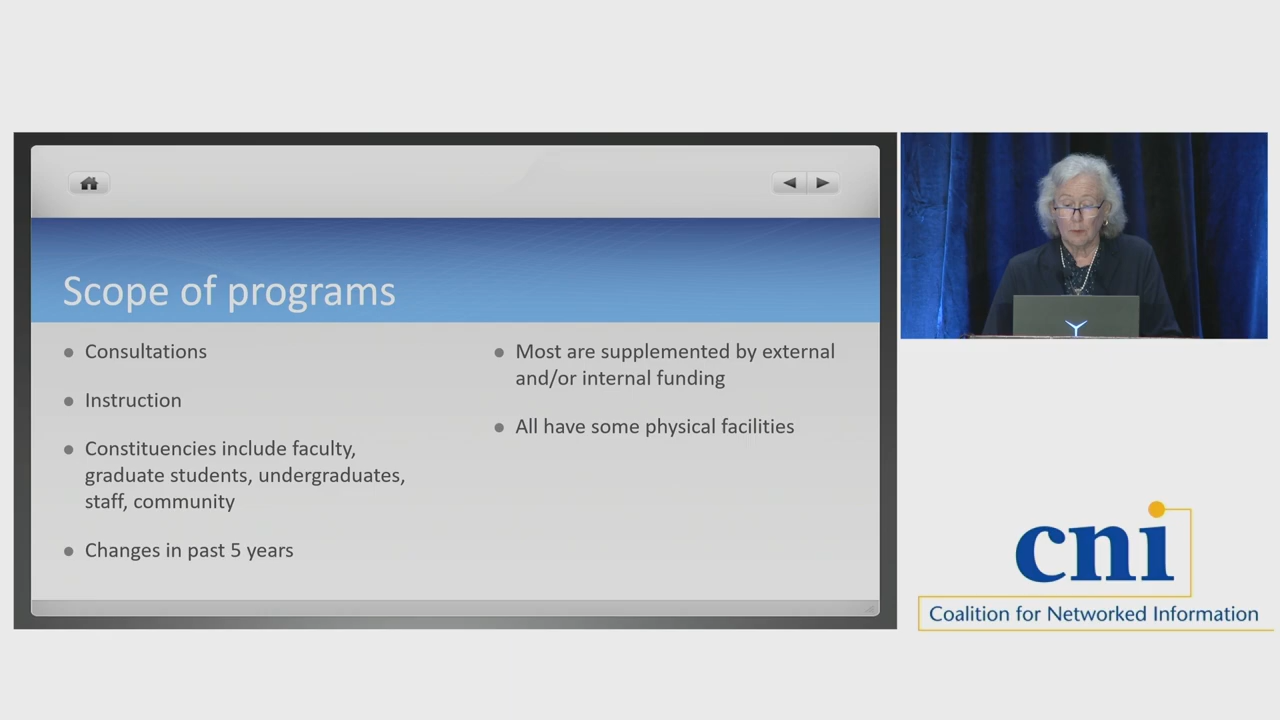 Scope of programs
Consultations
Instruction
Constituencies include faculty,
graduate students, undergraduates,
staff, community
Changes in past 5 years
Most are supplemented by external
and/or internal funding
All have some physical facilities
cni
Coalition for Networked Information